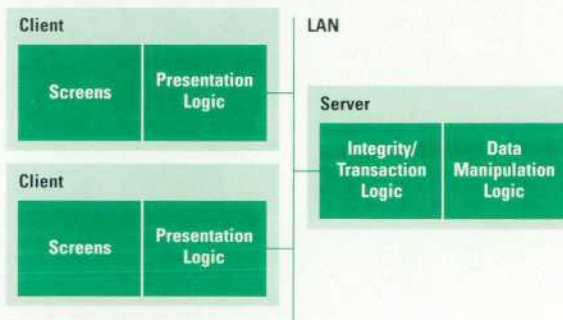 Client
Screens
Presentation
Logic
LAN
Server
Integrity/
Transaction
Logic
Data
Manipulation
Logic
Client
Screens
Presentation
Logic